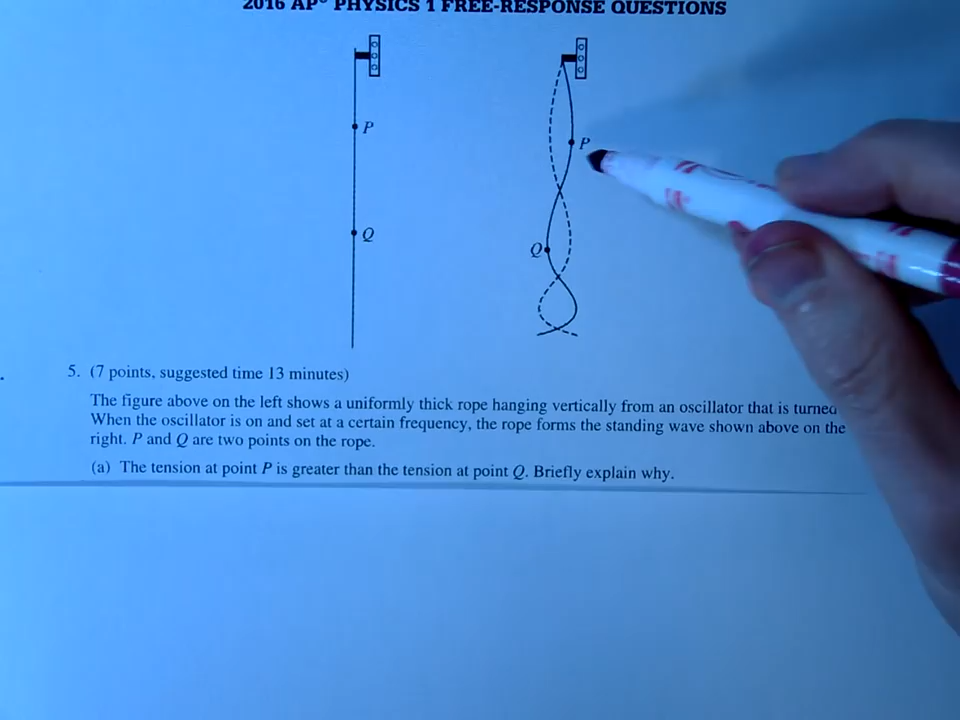 2016 AP® PHYSICS 1 FREE-RESPONSE QUESTIONS
P
P
Q
Q
5. (7 points, suggested time 13 minutes)
The figure above on the left shows a uniformly thick rope hanging vertically from an oscillator that is turned
When the oscillator is on and set at a certain frequency, the rope forms the standing wave shown above on the
right. P and Q are two points on the rope.
(a) The tension at point P is greater than the tension at point Q. Briefly explain why.